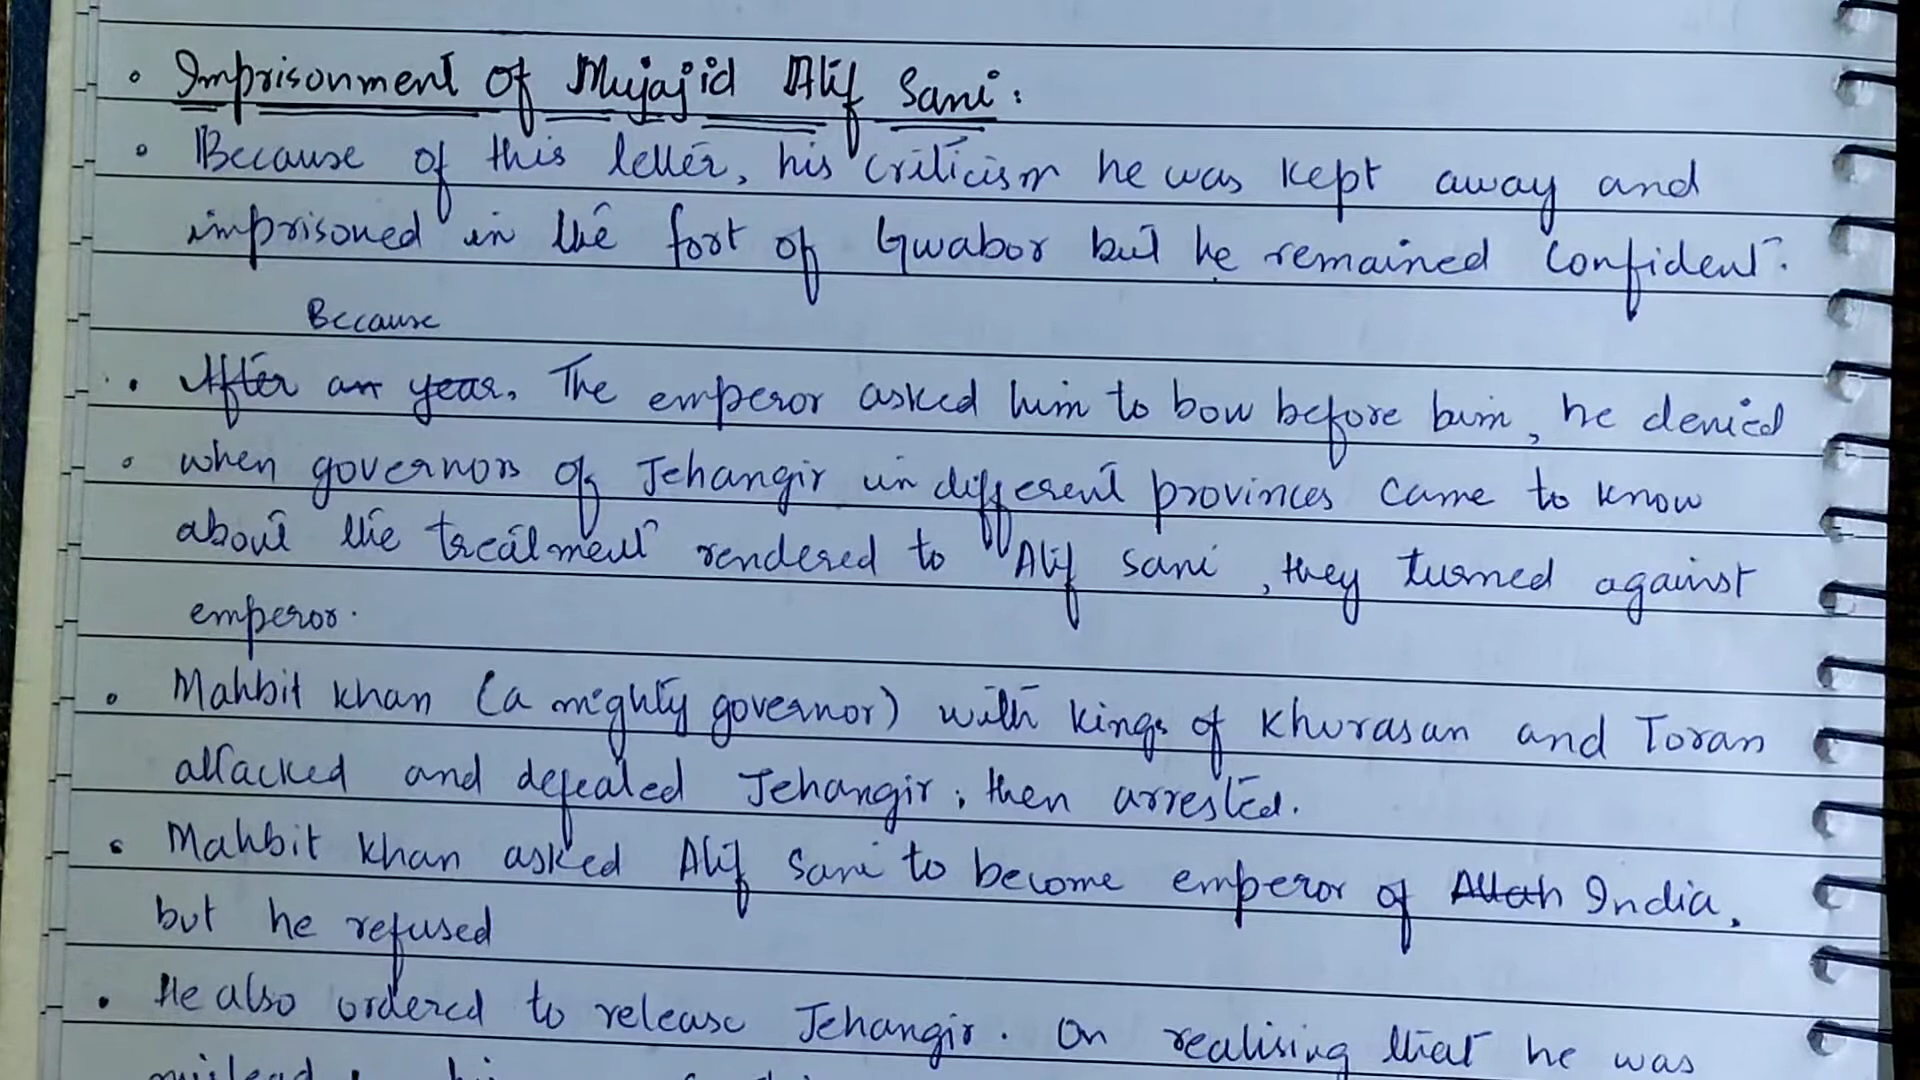 Imprisonment of Mujajid Alif Sani:
Because of this letter, his criticism he was kept away and
imprisoned in the fort of Gwabor but he remained confident.
Because
After an year. The emperor asked him to bow before him, he denied
when governors of Jehangir in different provinces came to know
about the treatment rendered to Alif Sani, they turned against
emperor.
Mahbit khan (a mighty governor) with kings of Khurasan and Toran
attacked and defealed Jehangir; then arrested.
Mahbit khan asked Alif Sani to become emperor of Allah India,
but he refused
He also ordered to release Jehangir. On realising that he was